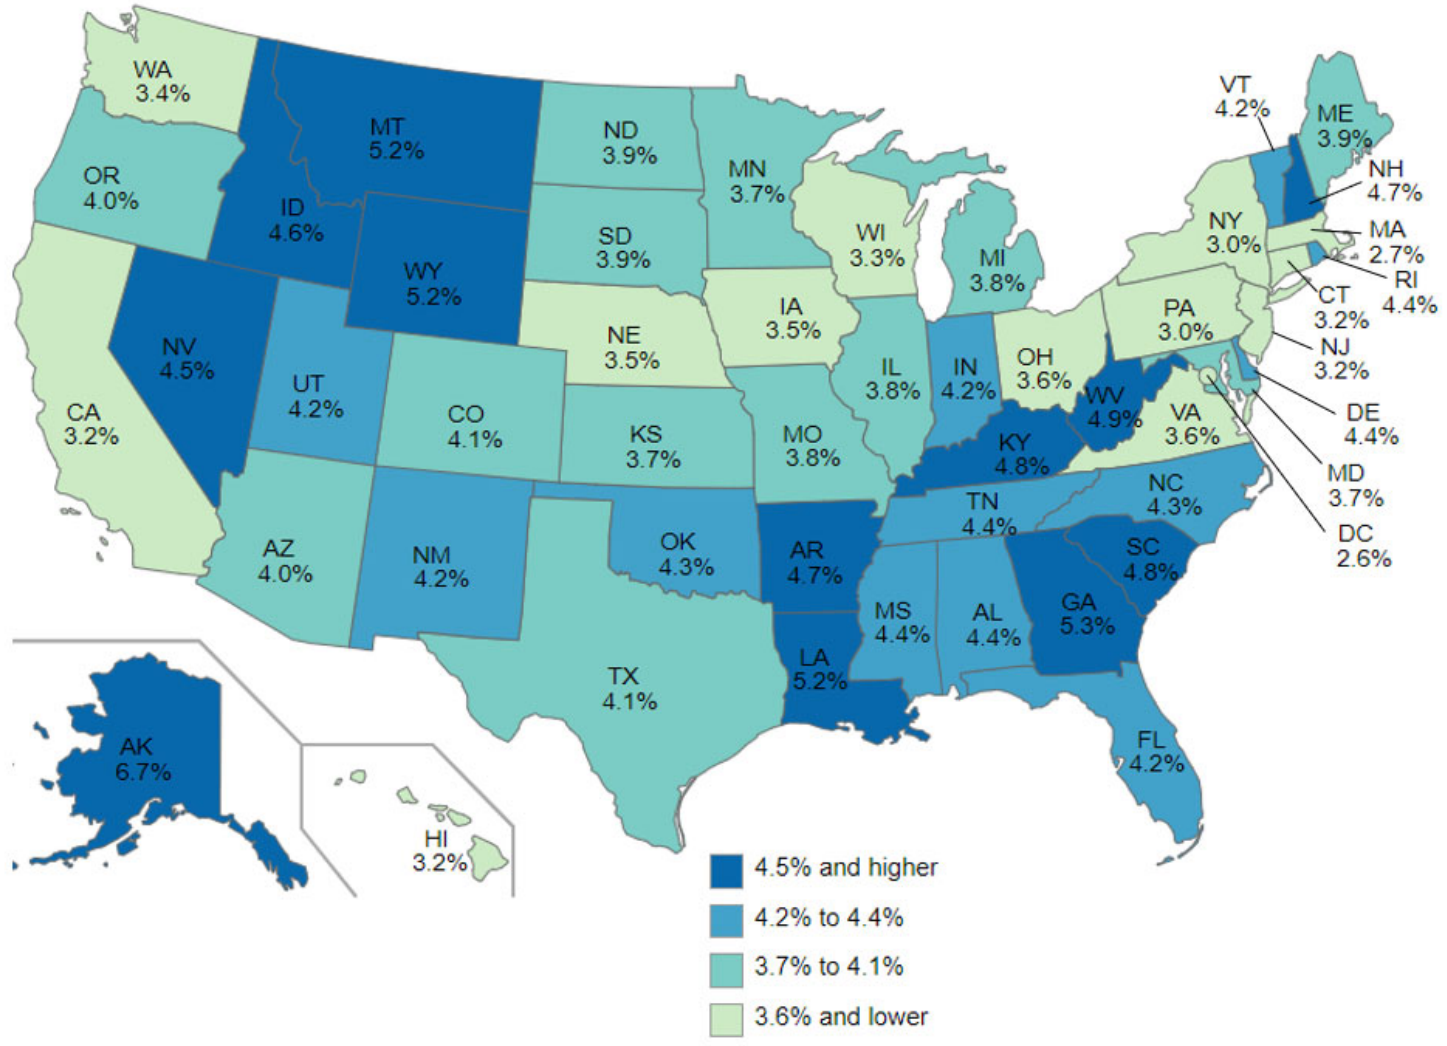 WA
3.4%
OR
4.0%
CA
3.2%
NV
4.5%
ID
4.6%
MT
5.2%
WY
5.2%
UT
4.2%
AZ
4.0%
CO
4.1%
NM
4.2%
ND
3.9%
SD
3.9%
NE
3.5%
KS
3.7%
OK
4.3%
TX
4.1%
MN
3.7%
IA
3.5%
MO
3.8%
AR
4.7%
LA
5.2%
WI
3.3%
IL
3.8%
MI
3.8%
IN
4.2%
OH
3.6%
KY
4.8%
TN
4.4%
MS
4.4%
AL
4.4%
GA
5.3%
FL
4.2%
SC
4.8%
NC
4.3%
VA
3.6%
WV
4.9%
PA
3.0%
NY
3.0%
VT
4.2%
ME
3.9%
NH
4.7%
MA
2.7%
RI
4.4%
CT
3.2%
NJ
3.2%
DE
4.4%
MD
3.7%
DC
2.6%
AK
6.7%
HI
3.2%
4.5% and higher
4.2% to 4.4%
3.7% to 4.1%
3.6% and lower